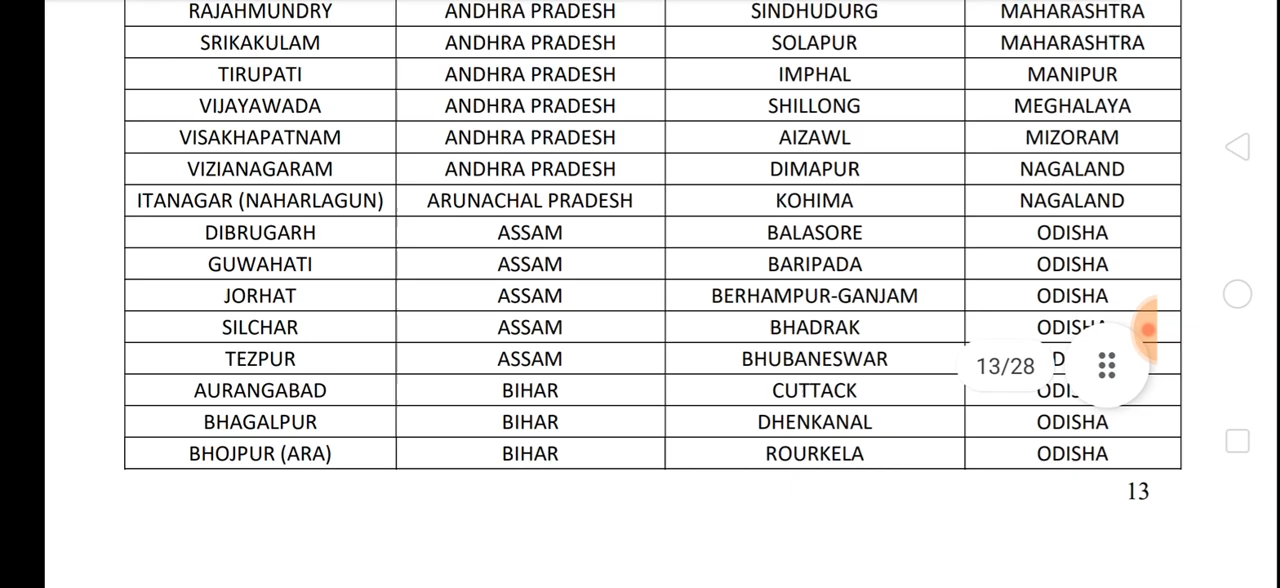 RAJAHMUNDRY ANDHRA PRADESH SINDHUDURG MAHARASHTRA
SRIKAKULAM ANDHRA PRADESH SOLAPUR MAHARASHTRA
TIRUPATI ANDHRA PRADESH IMPHAL MANIPUR
VIJAYAWADA ANDHRA PRADESH SHILLONG MEGHALAYA
VISAKHAPATNAM ANDHRA PRADESH AIZAWL MIZORAM
VIZIANAGARAM ANDHRA PRADESH DIMAPUR NAGALAND
ITANAGAR (NAHARLAGUN) ARUNACHAL PRADESH KOHIMA NAGALAND
DIBRUGARH ASSAM BALASORE ODISHA
GUWAHATI ASSAM BARIPADA ODISHA
JORHAT ASSAM BERHAMPUR-GANJAM ODISHA
SILCHAR ASSAM BHADRAK ODISHA
TEZPUR ASSAM BHUBANESWAR
13/28
AURANGABAD BIHAR CUTTACK
BHAGALPUR BIHAR DHENKANAL ODISHA
BHOJPUR (ARA) BIHAR ROURKELA ODISHA
13